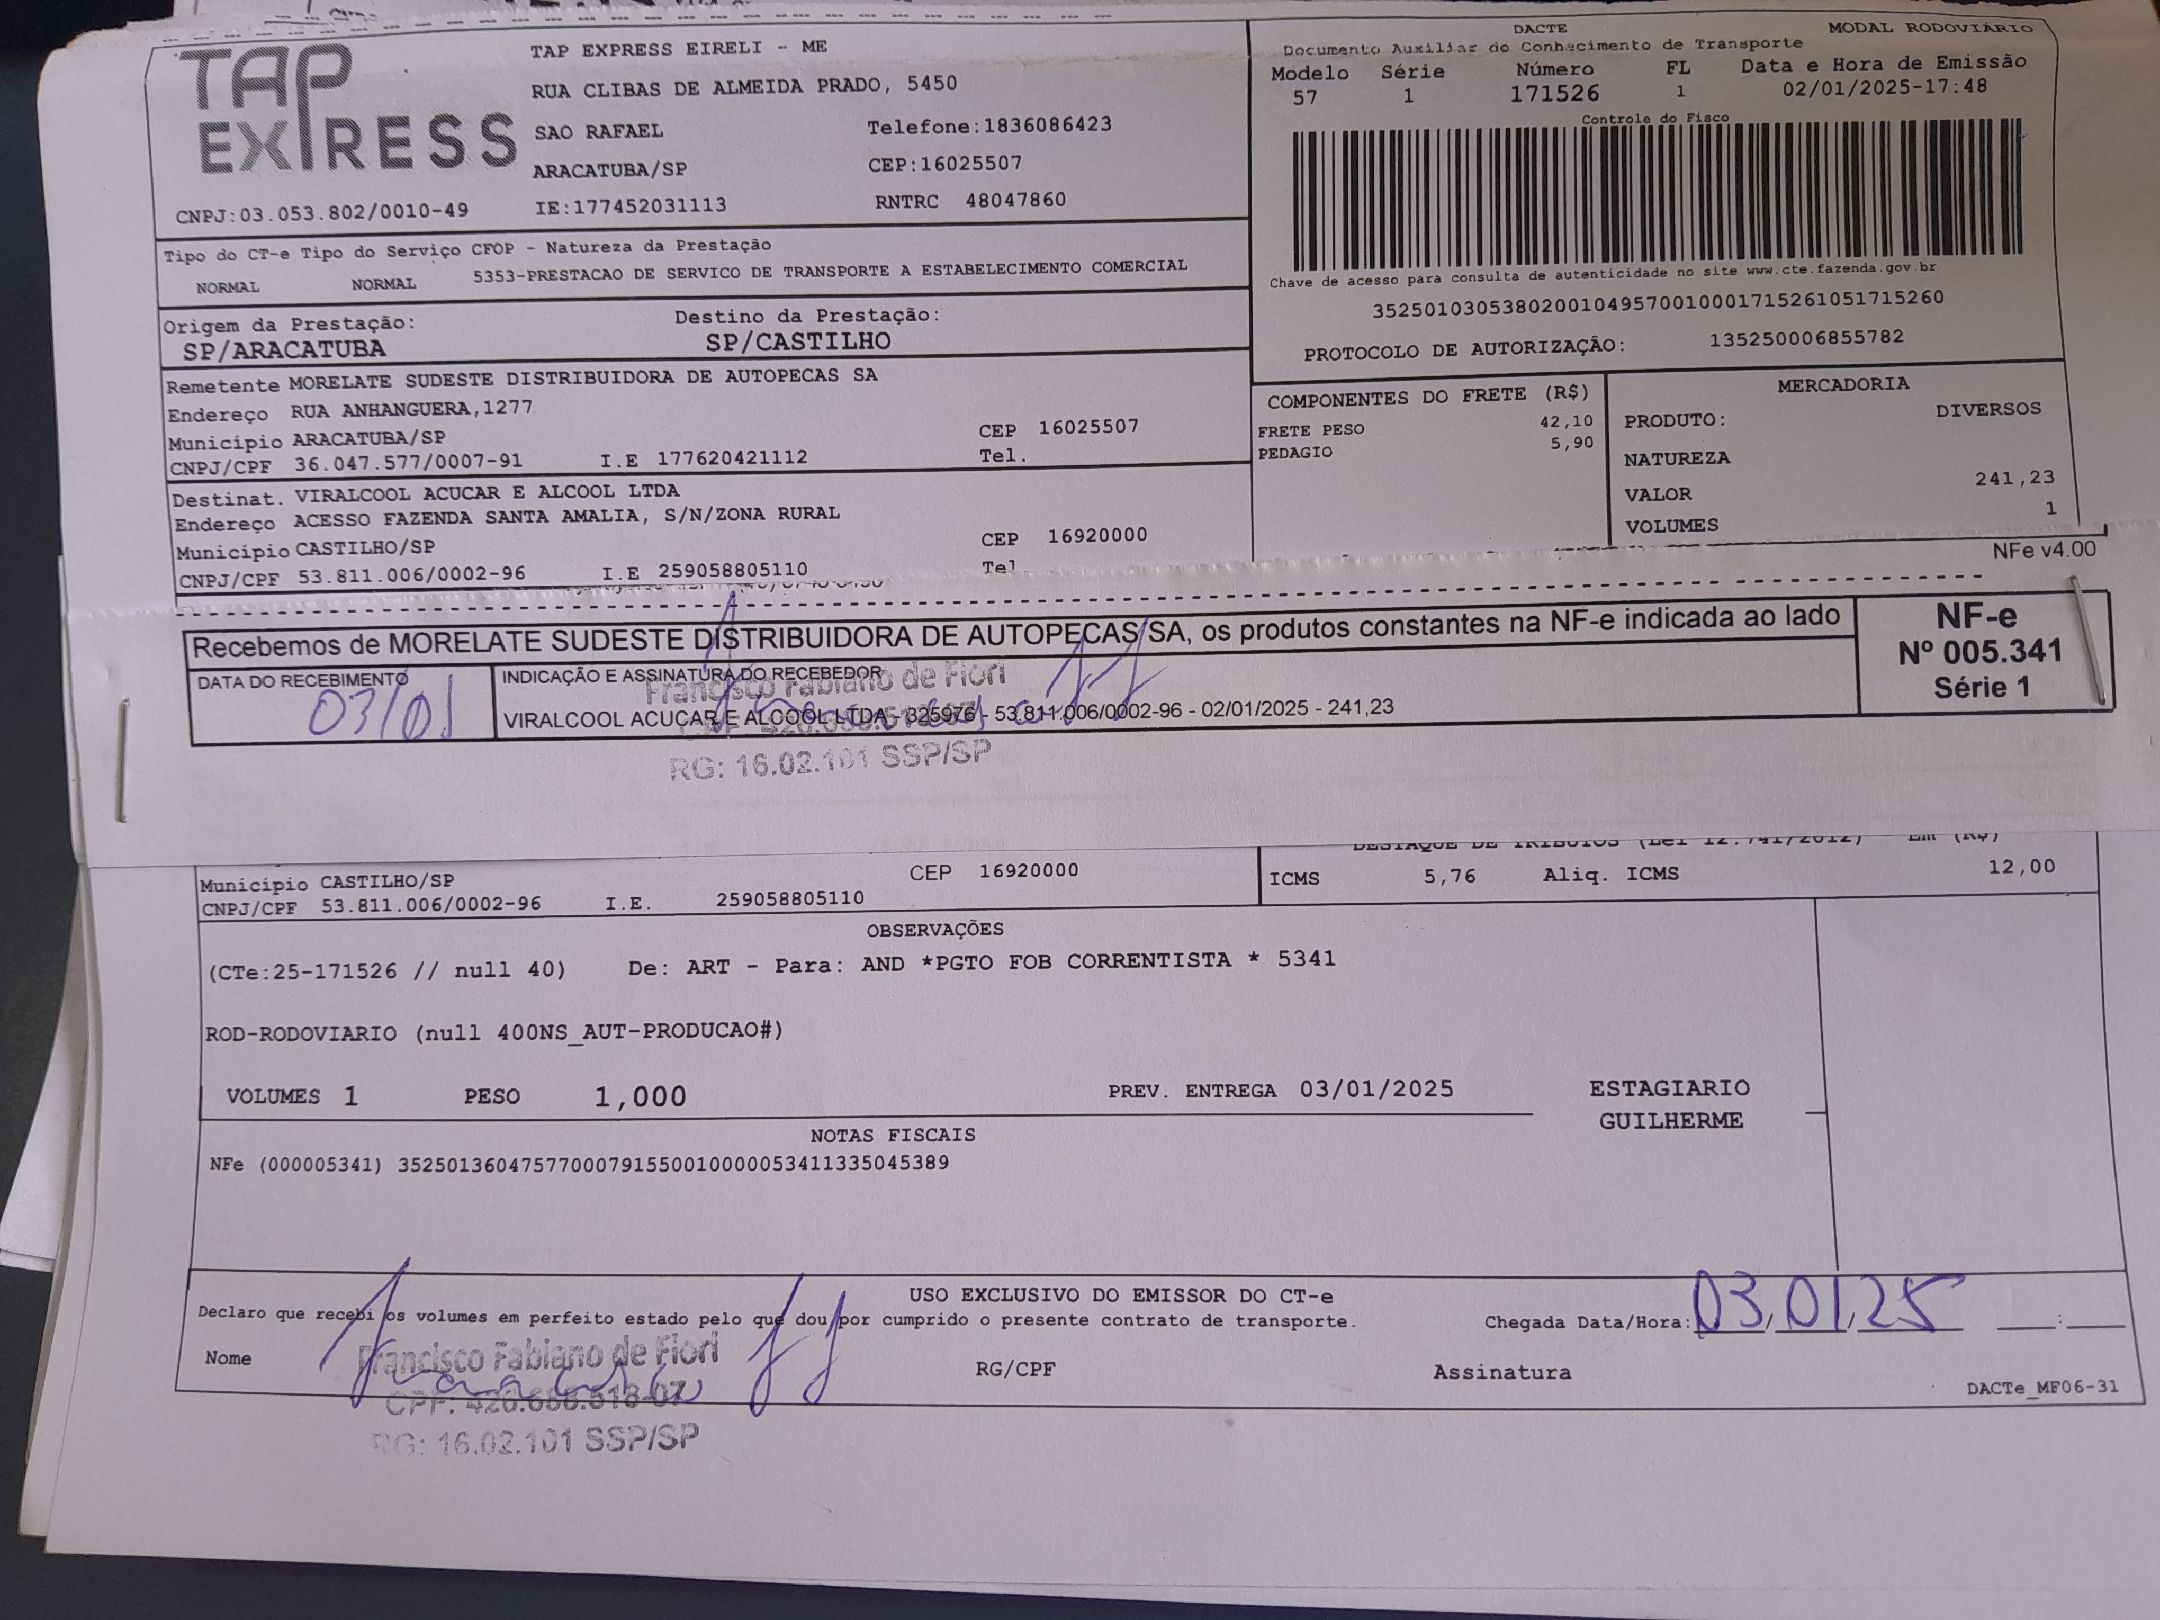 TAP EXPRESS
TAP EXPRESS EIRELI - ME
RUA CLIBAS DE ALMEIDA PRADO, 5450
SAO RAFAEL Telefone:1836086423
ARACATUBA/SP CEP:16025507
CNPJ:03.053.802/0010-49 IE:177452031113 RNTRC 48047860
DACTE MODAL RODOVIÁRIO
Documento Auxiliar do Conhecimento de Transporte
Modelo Série Número FL Data e Hora de Emissão
57 1 171526 1 02/01/2025-17:48
Controle do Fisco
Chave de acesso para consulta de autenticidade no site www.cte.fazenda.gov.br
35250103053802001049570010001715261051715260
PROTOCOLO DE AUTORIZAÇÃO: 135250006855782
Tipo do CT-e Tipo do Serviço CFOP - Natureza da Prestação
NORMAL NORMAL 5353-PRESTACAO DE SERVICO DE TRANSPORTE A ESTABELECIMENTO COMERCIAL
Origem da Prestação: Destino da Prestação:
SP/ARACATUBA SP/CASTILHO
Remetente MORELATE SUDESTE DISTRIBUIDORA DE AUTOPECAS SA
Endereço RUA ANHANGUERA,1277
Município ARACATUBA/SP CEP 16025507
CNPJ/CPF 36.047.577/0007-91 I.E 177620421112 Tel.
Destinat. VIRALCOOL ACUCAR E ALCOOL LTDA
Endereço ACESSO FAZENDA SANTA AMALIA, S/N/ZONA RURAL
Município CASTILHO/SP CEP 16920000
CNPJ/CPF 53.811.006/0002-96 I.E 259058805110 Tel
COMPONENTES DO FRETE (R$)
FRETE PESO 42,10
PEDAGIO 5,90
MERCADORIA
PRODUTO: DIVERSOS
NATUREZA
VALOR 241,23
VOLUMES 1
NFe v4.00
Recebemos de MORELATE SUDESTE DISTRIBUIDORA DE AUTOPECAS SA, os produtos constantes na NF-e indicada ao lado
NF-e
Nº 005.341
Série 1
DATA DO RECEBIMENTO
03/01
INDICAÇÃO E ASSINATURA DO RECEBEDOR
Francisco Fabiano de Fiori
VIRALCOOL ACUCAR E ALCOOL LTDA - 325976 - 53.811.006/0002-96 - 02/01/2025 - 241,23
RG: 16.02.101 SSP/SP
DESTAQUE DE TRIBUTOS (Lei 12.741/2012) - Em (R$)
Município CASTILHO/SP CEP 16920000
CNPJ/CPF 53.811.006/0002-96 I.E. 259058805110
ICMS 5,76 Aliq. ICMS 12,00
OBSERVAÇÕES
(CTe:25-171526 // null 40) De: ART - Para: AND *PGTO FOB CORRENTISTA * 5341
ROD-RODOVIARIO (null 400NS_AUT-PRODUCAO#)
VOLUMES 1 PESO 1,000 PREV. ENTREGA 03/01/2025
ESTAGIARIO
GUILHERME
NOTAS FISCAIS
NFe (000005341) 35250136047577000791550010000053411335045389
USO EXCLUSIVO DO EMISSOR DO CT-e
Declaro que recebi os volumes em perfeito estado pelo que dou por cumprido o presente contrato de transporte.
Chegada Data/Hora: 03/01/25 :
Nome RG/CPF Assinatura
Francisco Fabiano de Fiori
RG: 16.02.101 SSP/SP
DACTe_MF06-31